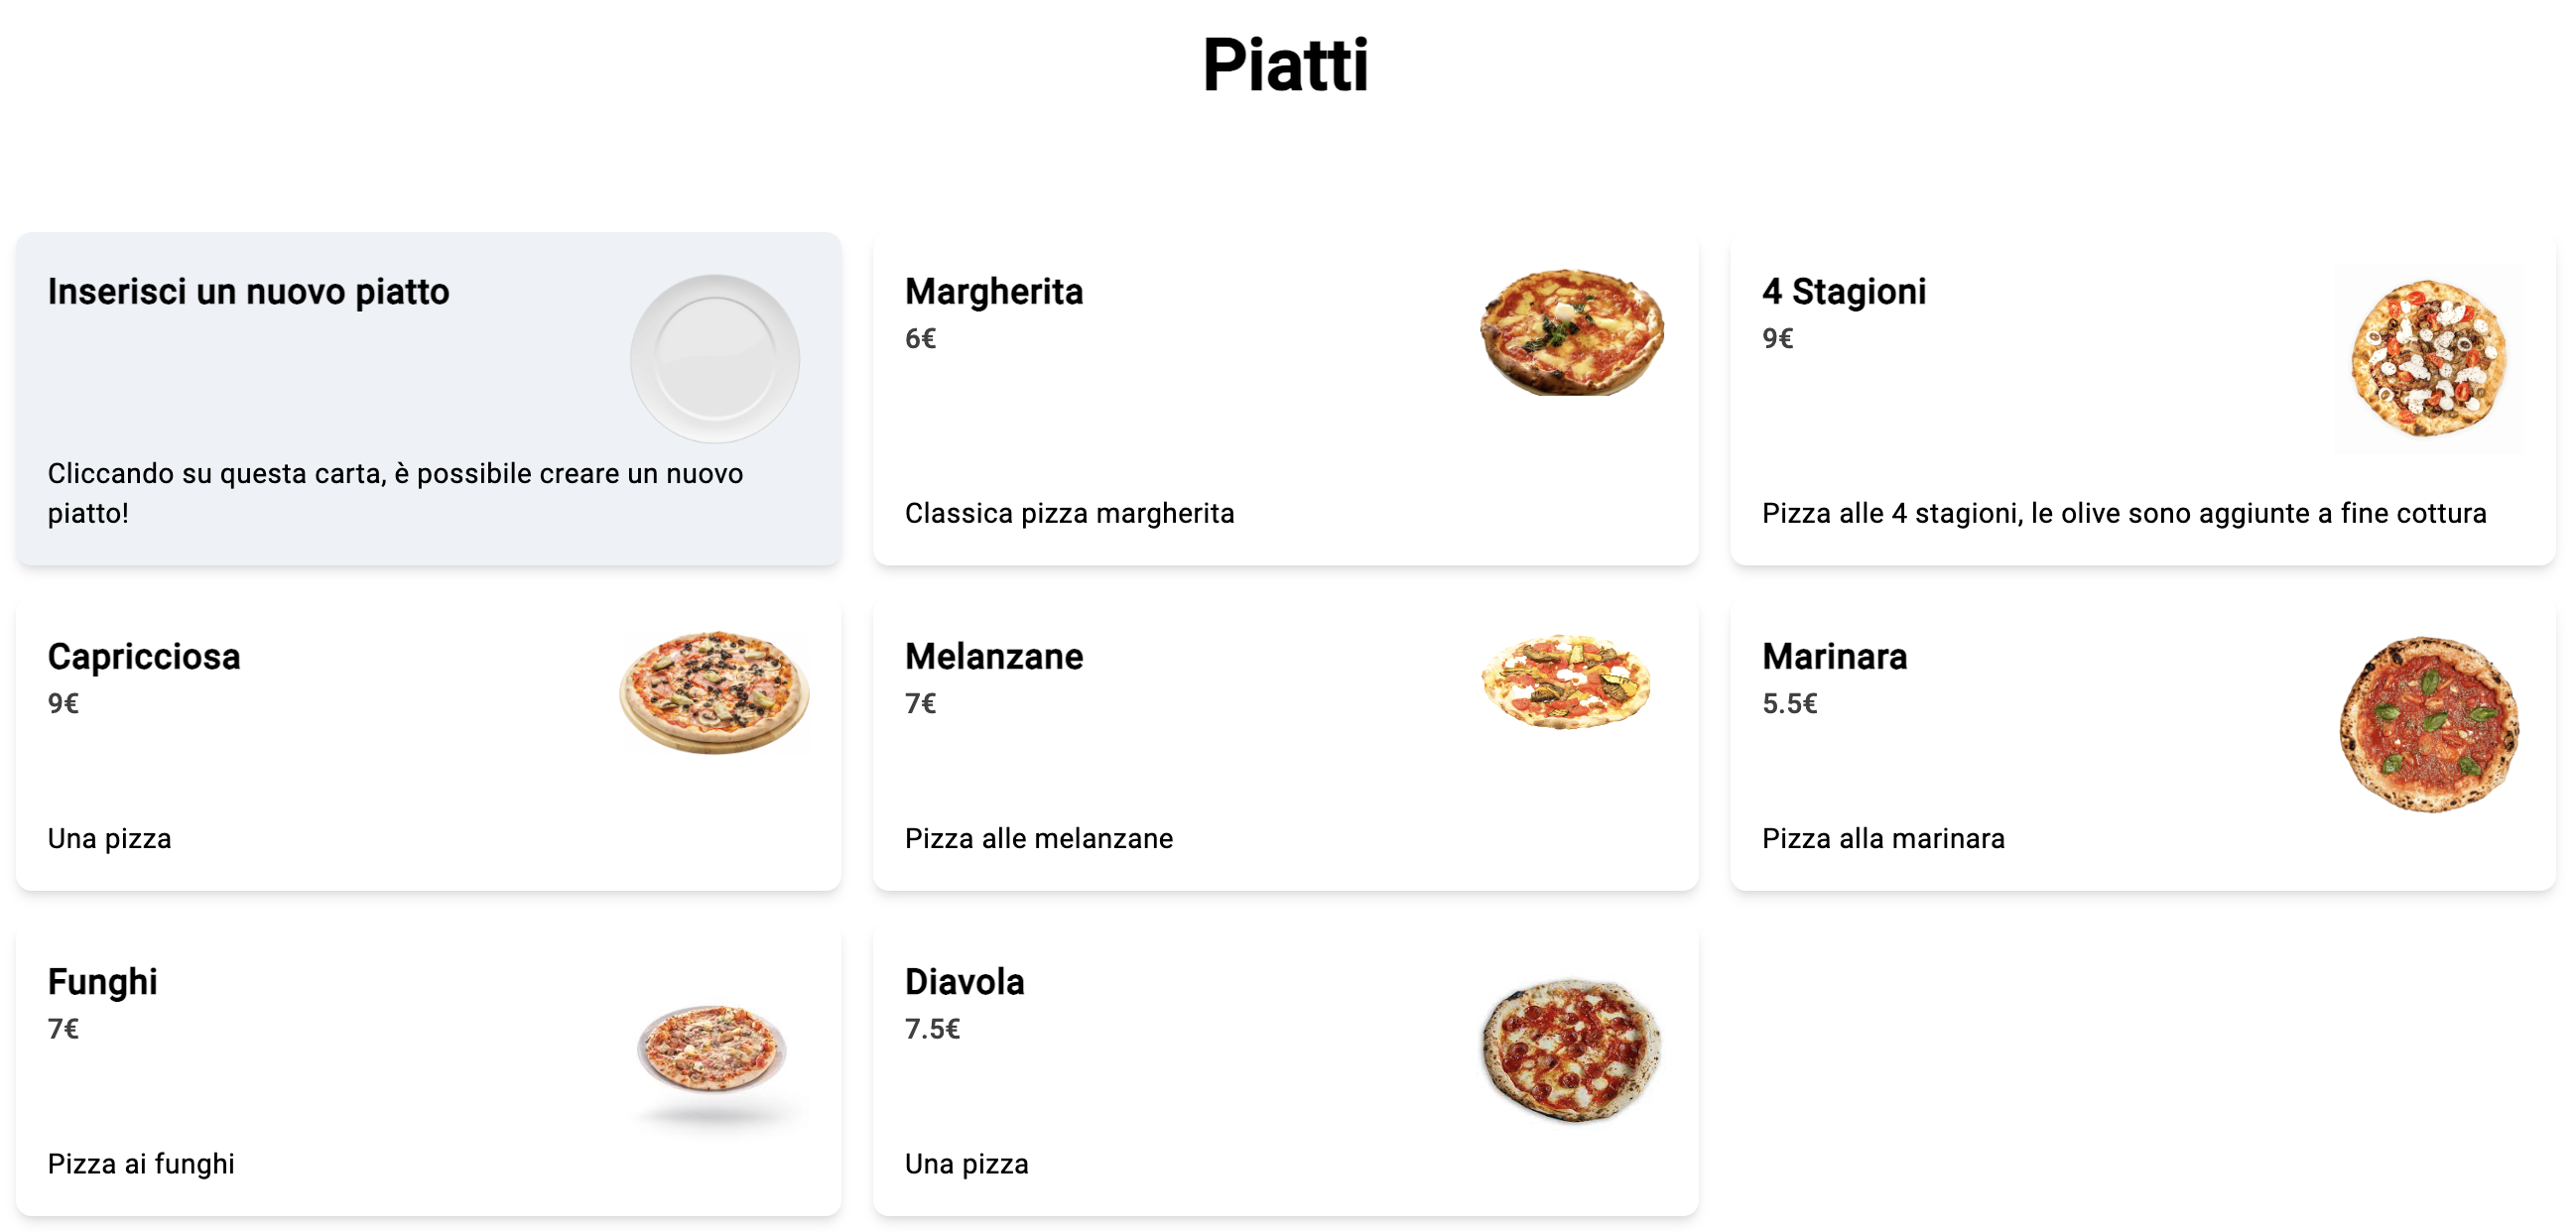 Piatti
Inserisci un nuovo piatto
Cliccando su questa carta, è possibile creare un nuovo
piatto!
Margherita
6€
Classica pizza margherita
4 Stagioni
9€
Pizza alle 4 stagioni, le olive sono aggiunte a fine cottura
Capricciosa
9€
Una pizza
Melanzane
7€
Pizza alle melanzane
Marinara
5.5€
Pizza alla marinara
Funghi
7€
Pizza ai funghi
Diavola
7.5€
Una pizza